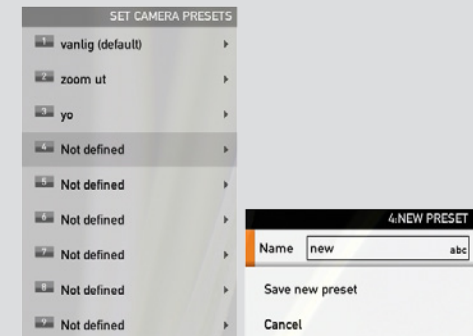 SET CAMERA PRESETS
1 vanlig (default)
2 zoom ut
3 yo
4 Not defined
5 Not defined
6 Not defined
7 Not defined
8 Not defined
9 Not defined
4:NEW PRESET
Name new abc
Save new preset
Cancel